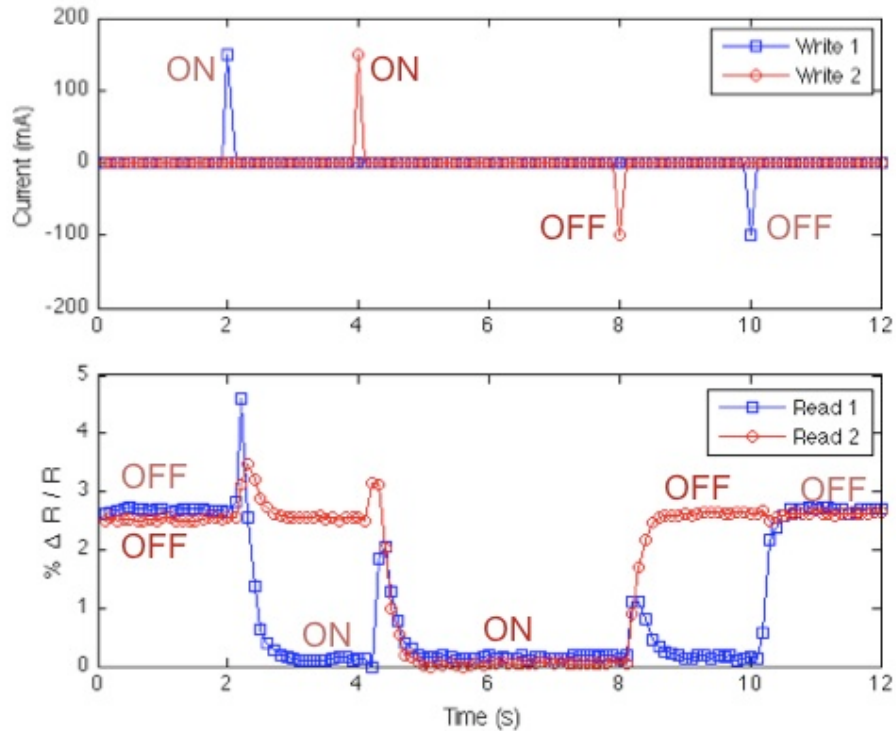 200
100
0
-100
-200
Current (mA)
ON
ON
OFF
OFF
Write 1
Write 2
0 2 4 6 8 10 12
5
4
3
2
1
0
% Δ R / R
OFF
OFF
ON
ON
OFF
OFF
Read 1
Read 2
0 2 4 6 8 10 12
Time (s)